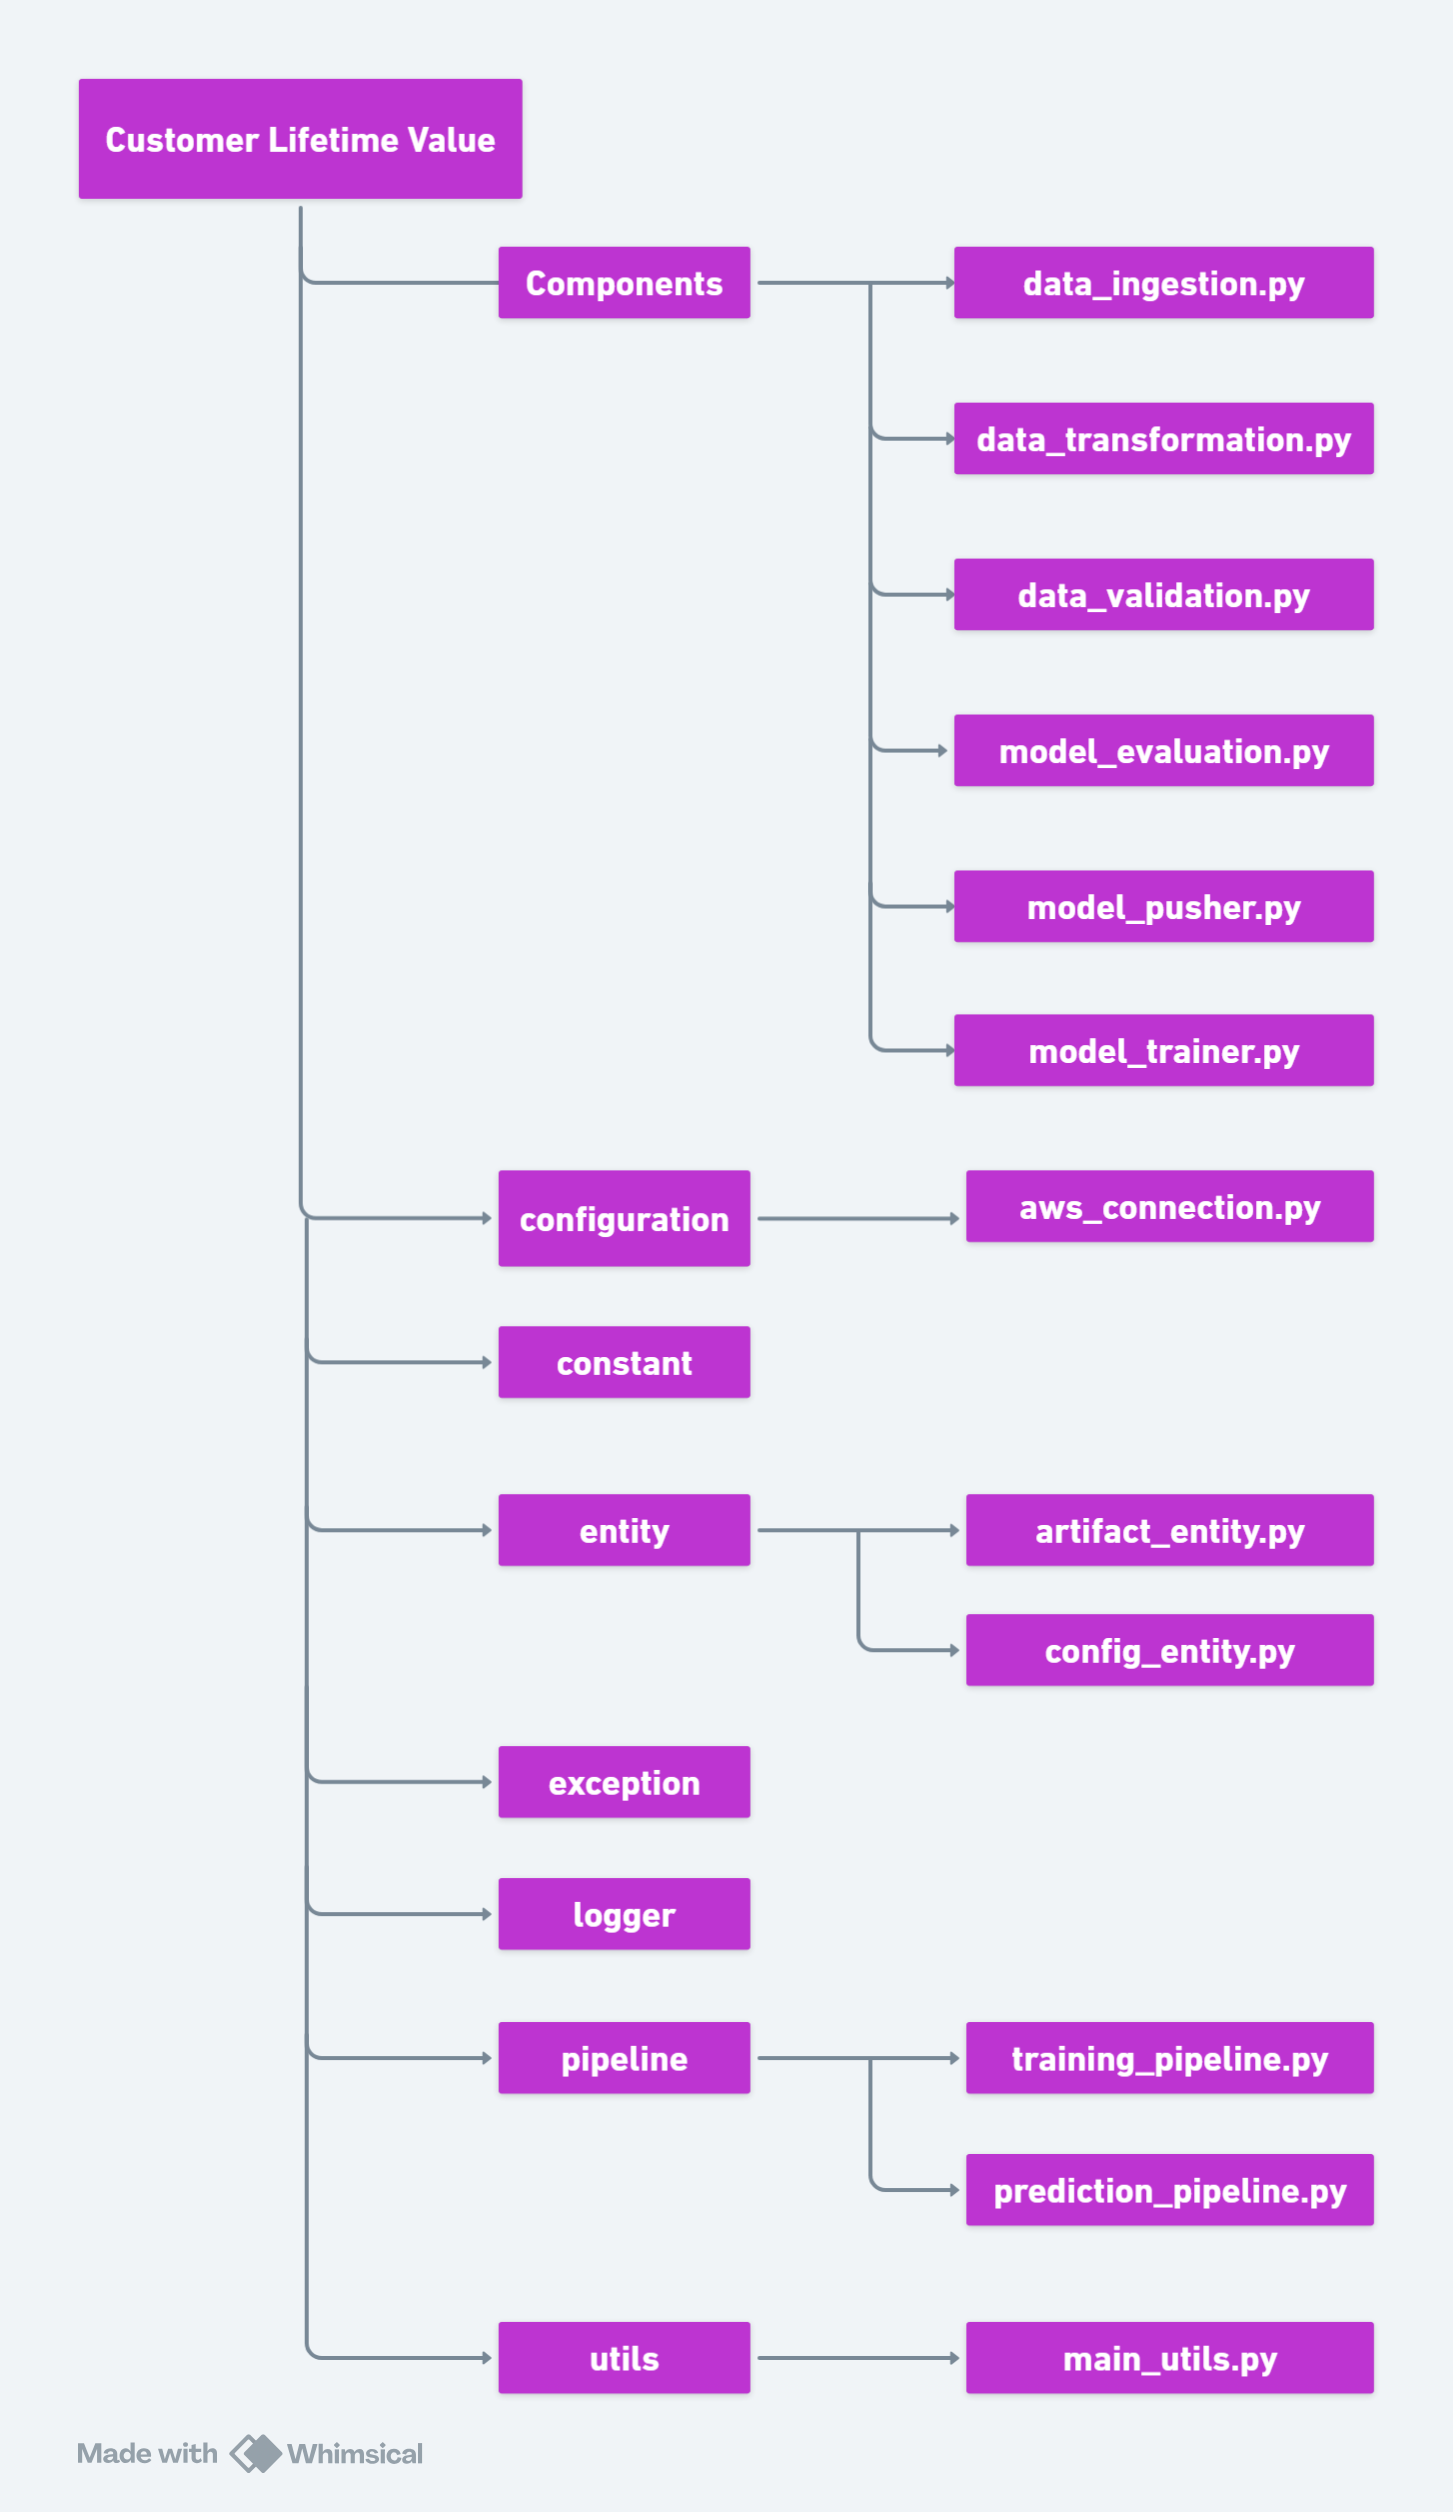 Customer Lifetime Value
Components
data_ingestion.py
data_transformation.py
data_validation.py
model_evaluation.py
model_pusher.py
model_trainer.py
configuration
aws_connection.py
constant
entity
artifact_entity.py
config_entity.py
exception
logger
pipeline
training_pipeline.py
prediction_pipeline.py
utils
main_utils.py
Made with Whimsical